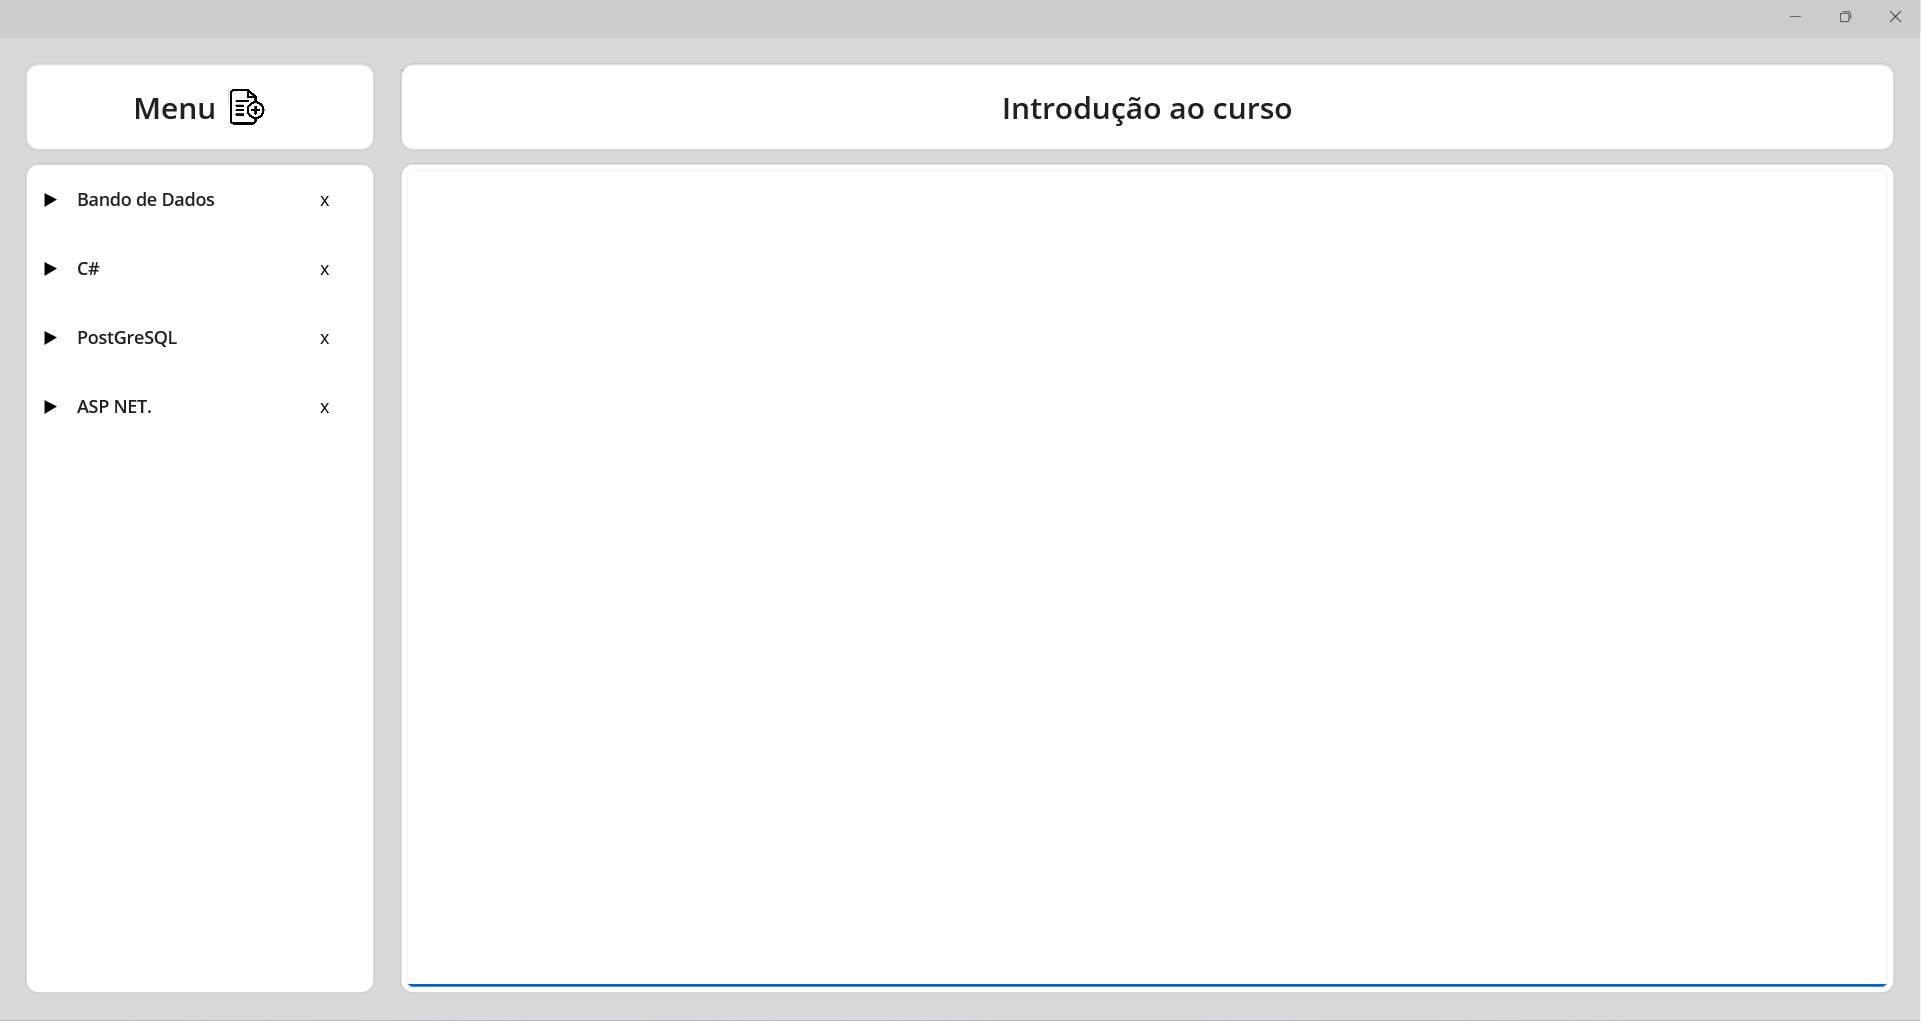 Menu
Introdução ao curso
Bando de Dados x
C# x
PostGreSQL x
ASP NET. x